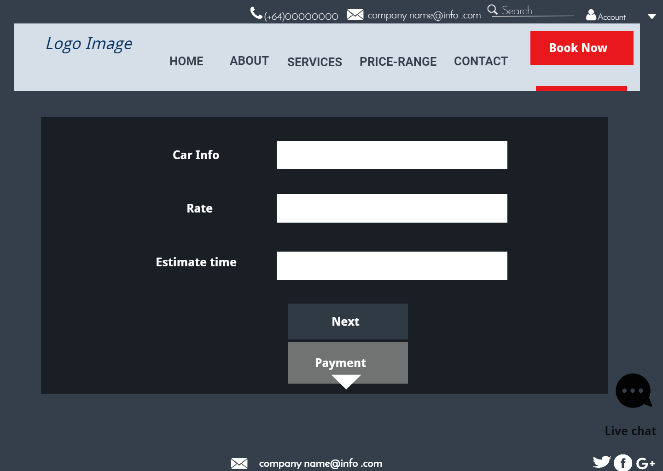 (+64)00000000 company name@info .com Search Account
Logo Image
HOME ABOUT SERVICES PRICE-RANGE CONTACT Book Now
Car Info
Rate
Estimate time
Next
Payment
Live chat
company name@info .com